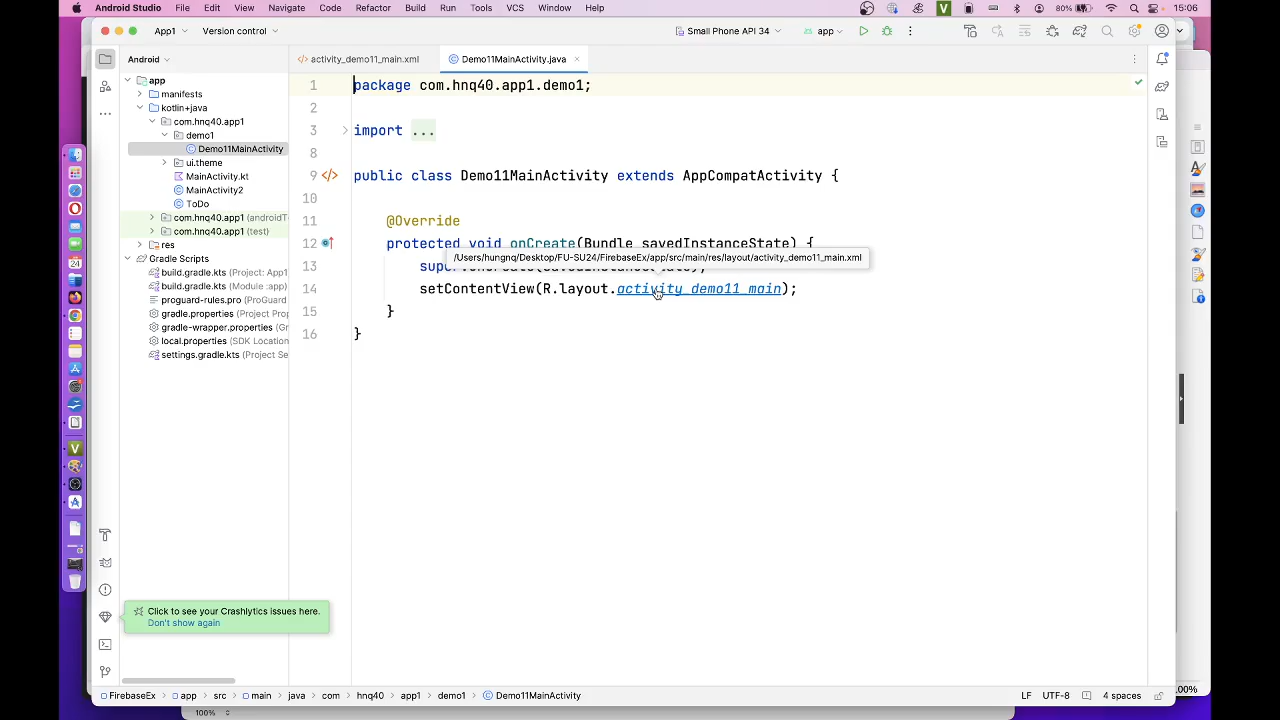 Android Studio File Edit View Navigate Code Refactor Build Run Tools VCS Window Help 80% 15:06
App1 Version control Small Phone API 34 app
Android
activity_demo11_main.xml Demo11MainActivity.java
app
manifests
kotlin+java
com.hnq40.app1
demo1
Demo11MainActivity
ui.theme
MainActivity.kt
MainActivity2
ToDo
com.hnq40.app1 (androidT
com.hnq40.app1 (test)
res
Gradle Scripts
build.gradle.kts (Project: App1
build.gradle.kts (Module :app)
proguard-rules.pro (ProGuard
gradle.properties (Project Prop
gradle-wrapper.properties (Gr
local.properties (SDK Location
settings.gradle.kts (Project Se
1 package com.hnq40.app1.demo1;
2
3 import ...
8
9 public class Demo11MainActivity extends AppCompatActivity {
10
11 @Override
12 protected void onCreate(Bundle savedInstanceState) {
/Users/hungnq/Desktop/FU-SU24/FirebaseEx/app/src/main/res/layout/activity_demo11_main.xml
13
14 setContentView(R.layout.activity_demo11_main);
15 }
16 }
Click to see your Crashlytics issues here.
Don't show again
FirebaseEx app src main java com hnq40 app1 demo1 Demo11MainActivity LF UTF-8 4 spaces
100%